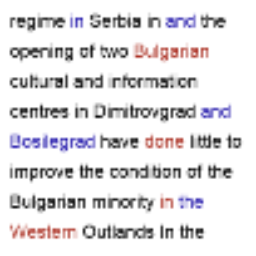 regime in Serbia in and the
opening of two Bulgarian
cultural and information
centres in Dimitrovgrad and
Bosilegrad have done little to
improve the condition of the
Bulgarian minority in the
Western Outlands In the